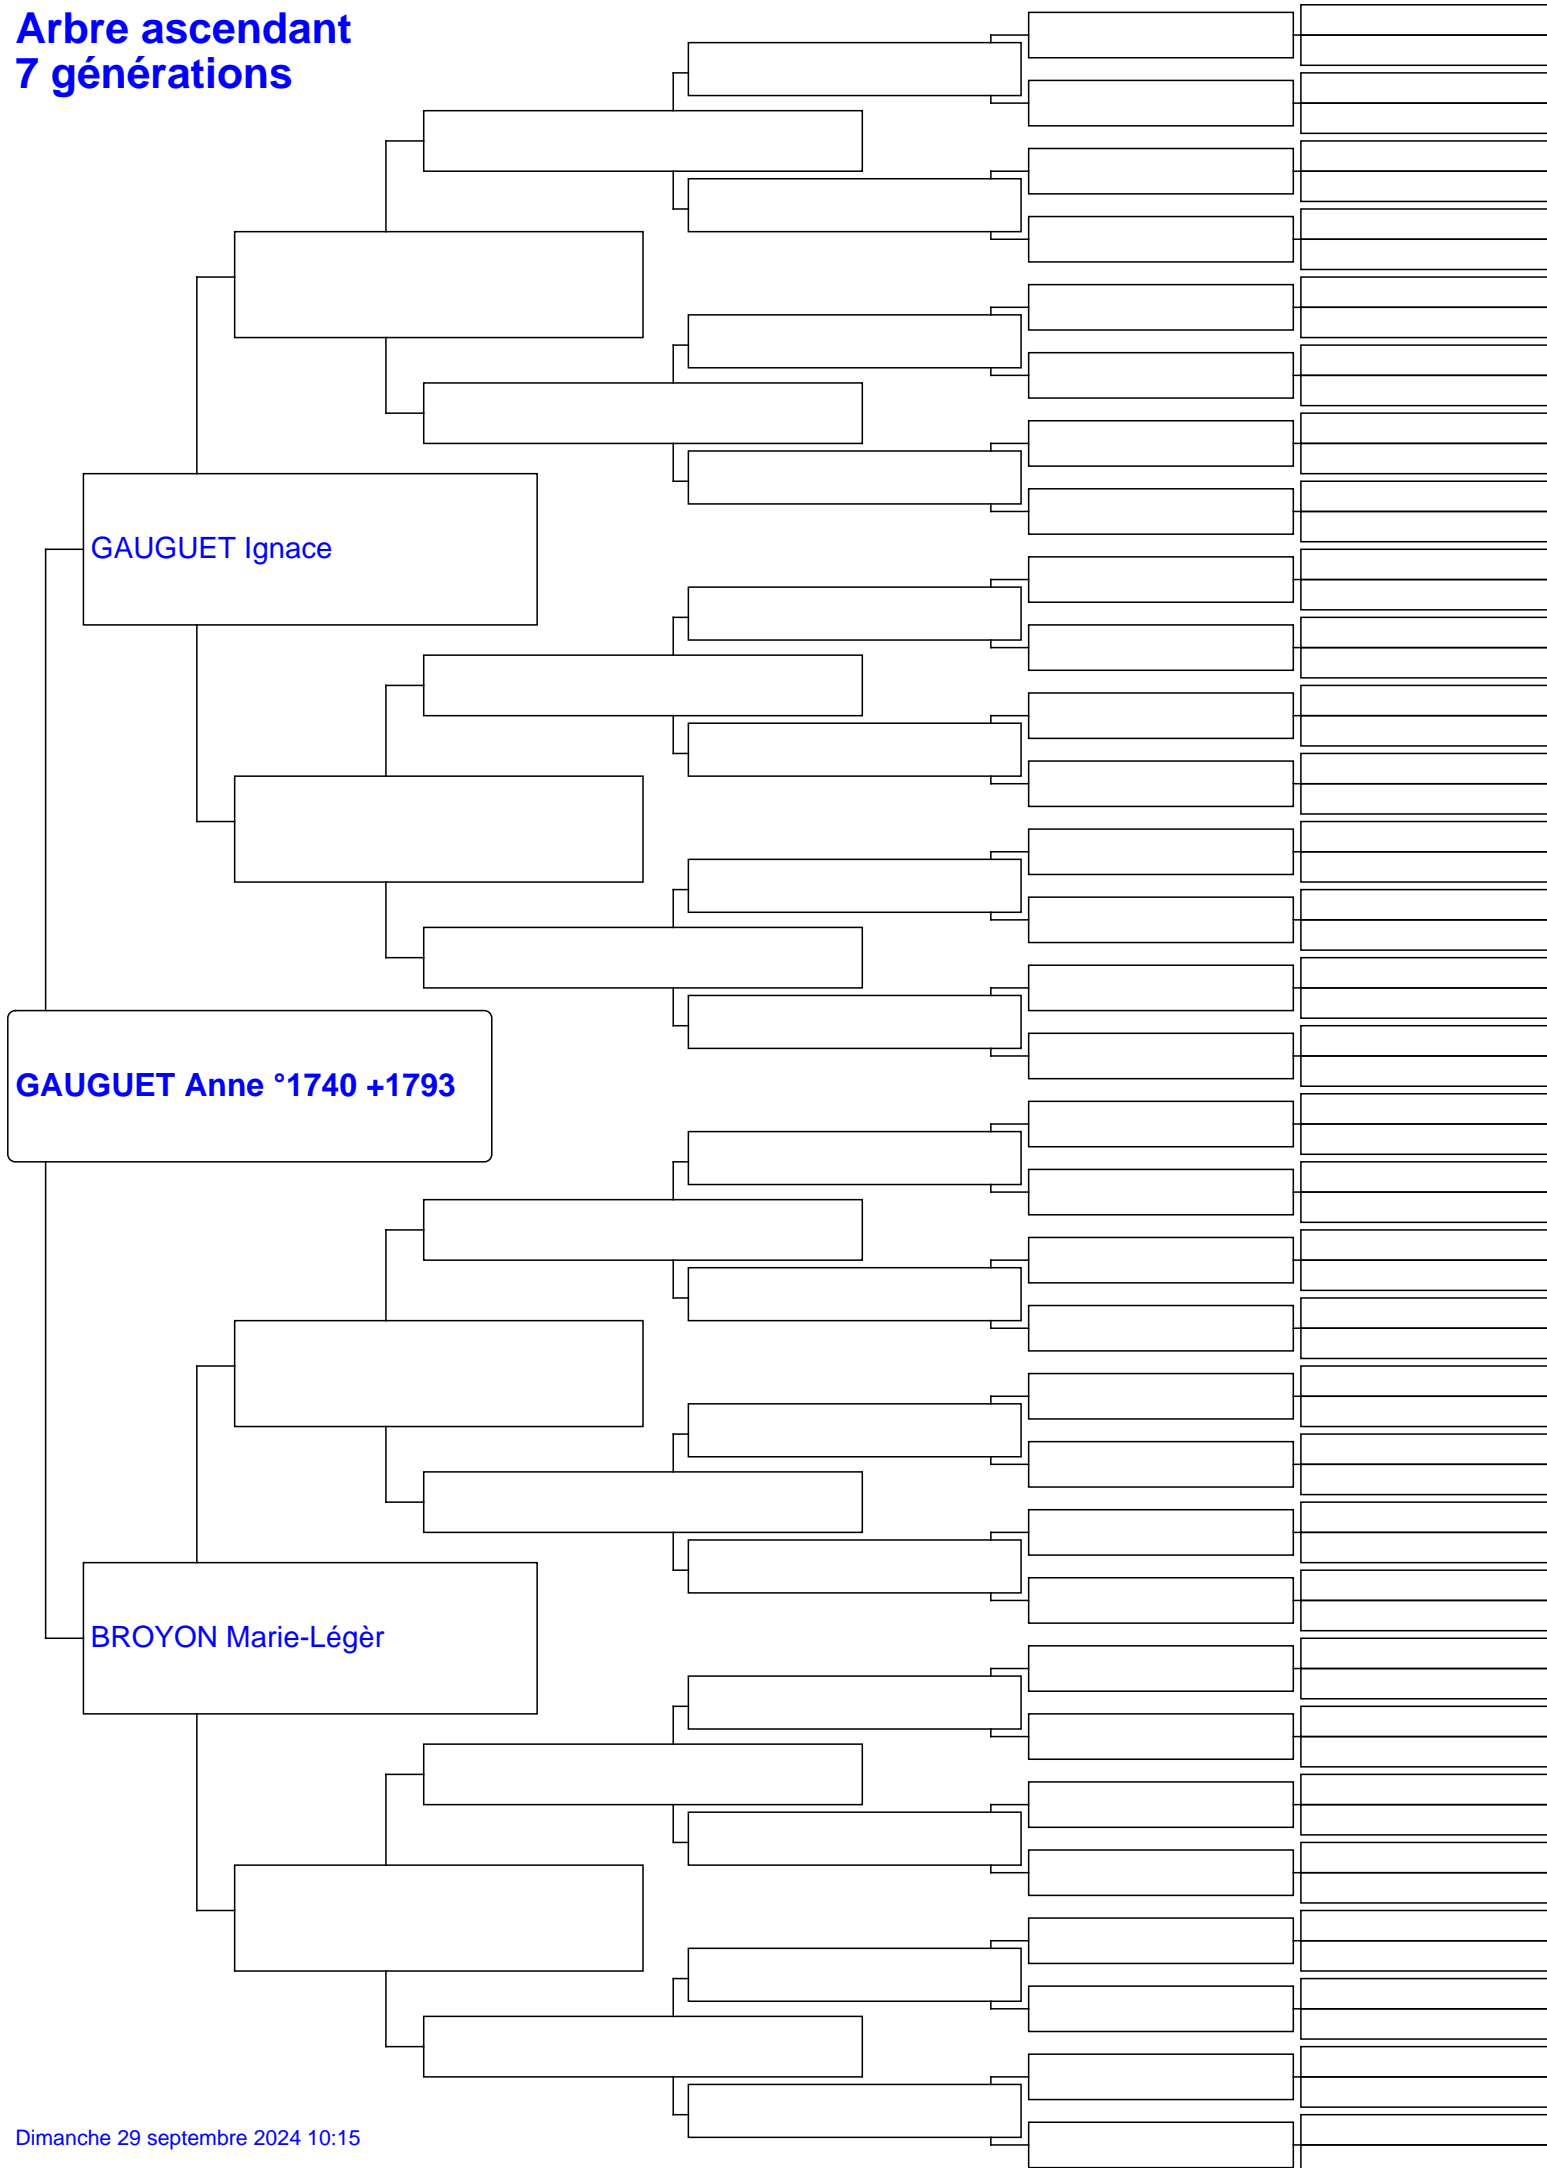 Arbre ascendant
7 générations
GAUGUET Ignace
GAUGUET Anne °1740 +1793
BROYON Marie-Légèr
Dimanche 29 septembre 2024 10:15